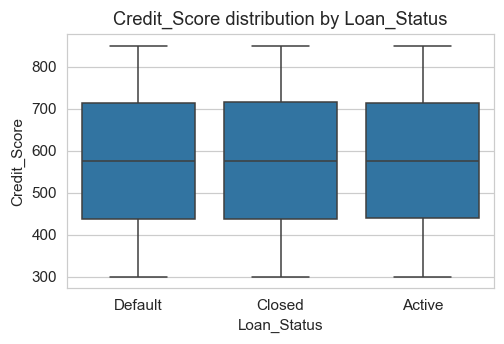 Credit_Score distribution by Loan_Status
Credit_Score
800
700
600
500
400
300
Default Closed Active
Loan_Status